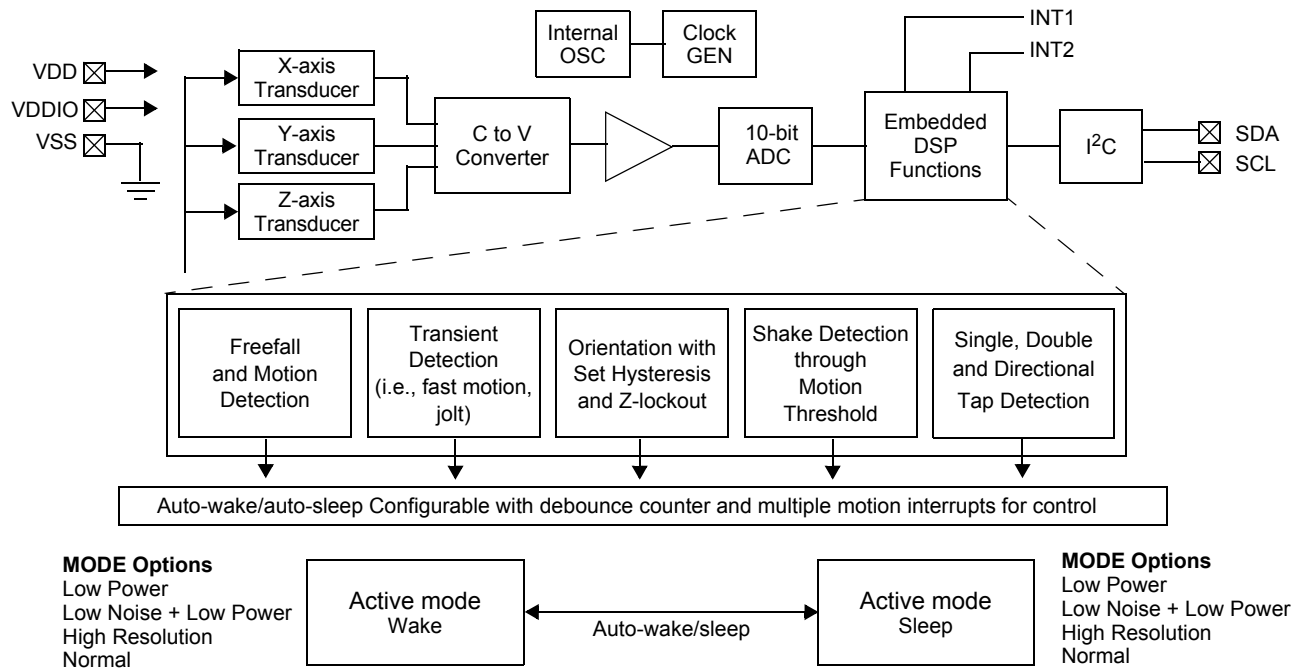 INT1
INT2
Internal
OSC
Clock
GEN
VDD
VDDIO
VSS
X-axis
Transducer
Y-axis
Transducer
Z-axis
Transducer
C to V
Converter
10-bit
ADC
Embedded
DSP
Functions
I²C
SDA
SCL
Freefall
and Motion
Detection
Transient
Detection
(i.e., fast motion,
jolt)
Orientation with
Set Hysteresis
and Z-lockout
Shake Detection
through
Motion
Threshold
Single, Double
and Directional
Tap Detection
Auto-wake/auto-sleep Configurable with debounce counter and multiple motion interrupts for control
MODE Options
Low Power
Low Noise + Low Power
High Resolution
Normal
Active mode
Wake
Auto-wake/sleep
Active mode
Sleep
MODE Options
Low Power
Low Noise + Low Power
High Resolution
Normal